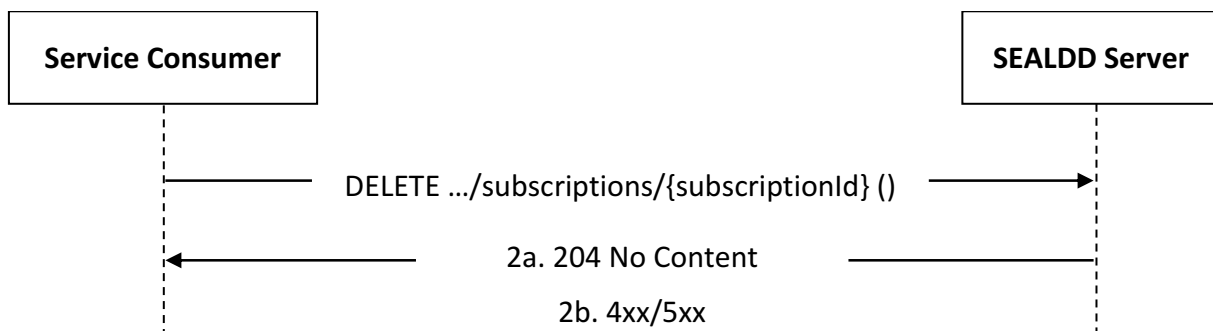 Service Consumer
SEALDD Server
DELETE .../subscriptions/{subscriptionId} ()
2a. 204 No Content
2b. 4xx/5xx